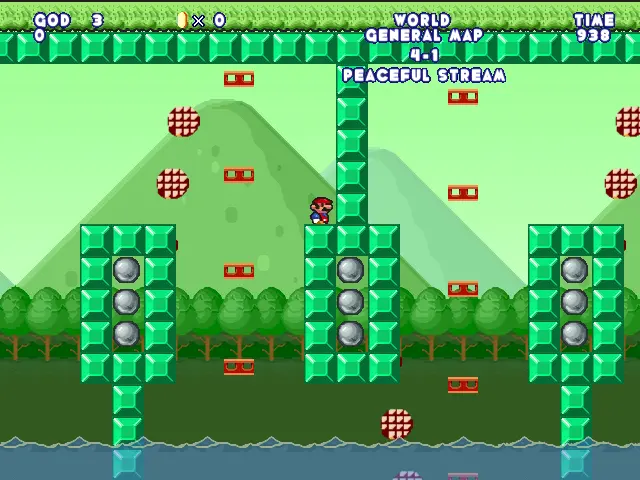 GOD 3
0
× 0
WORLD
GENERAL MAP
4-1
PEACEFUL STREAM
TIME
938